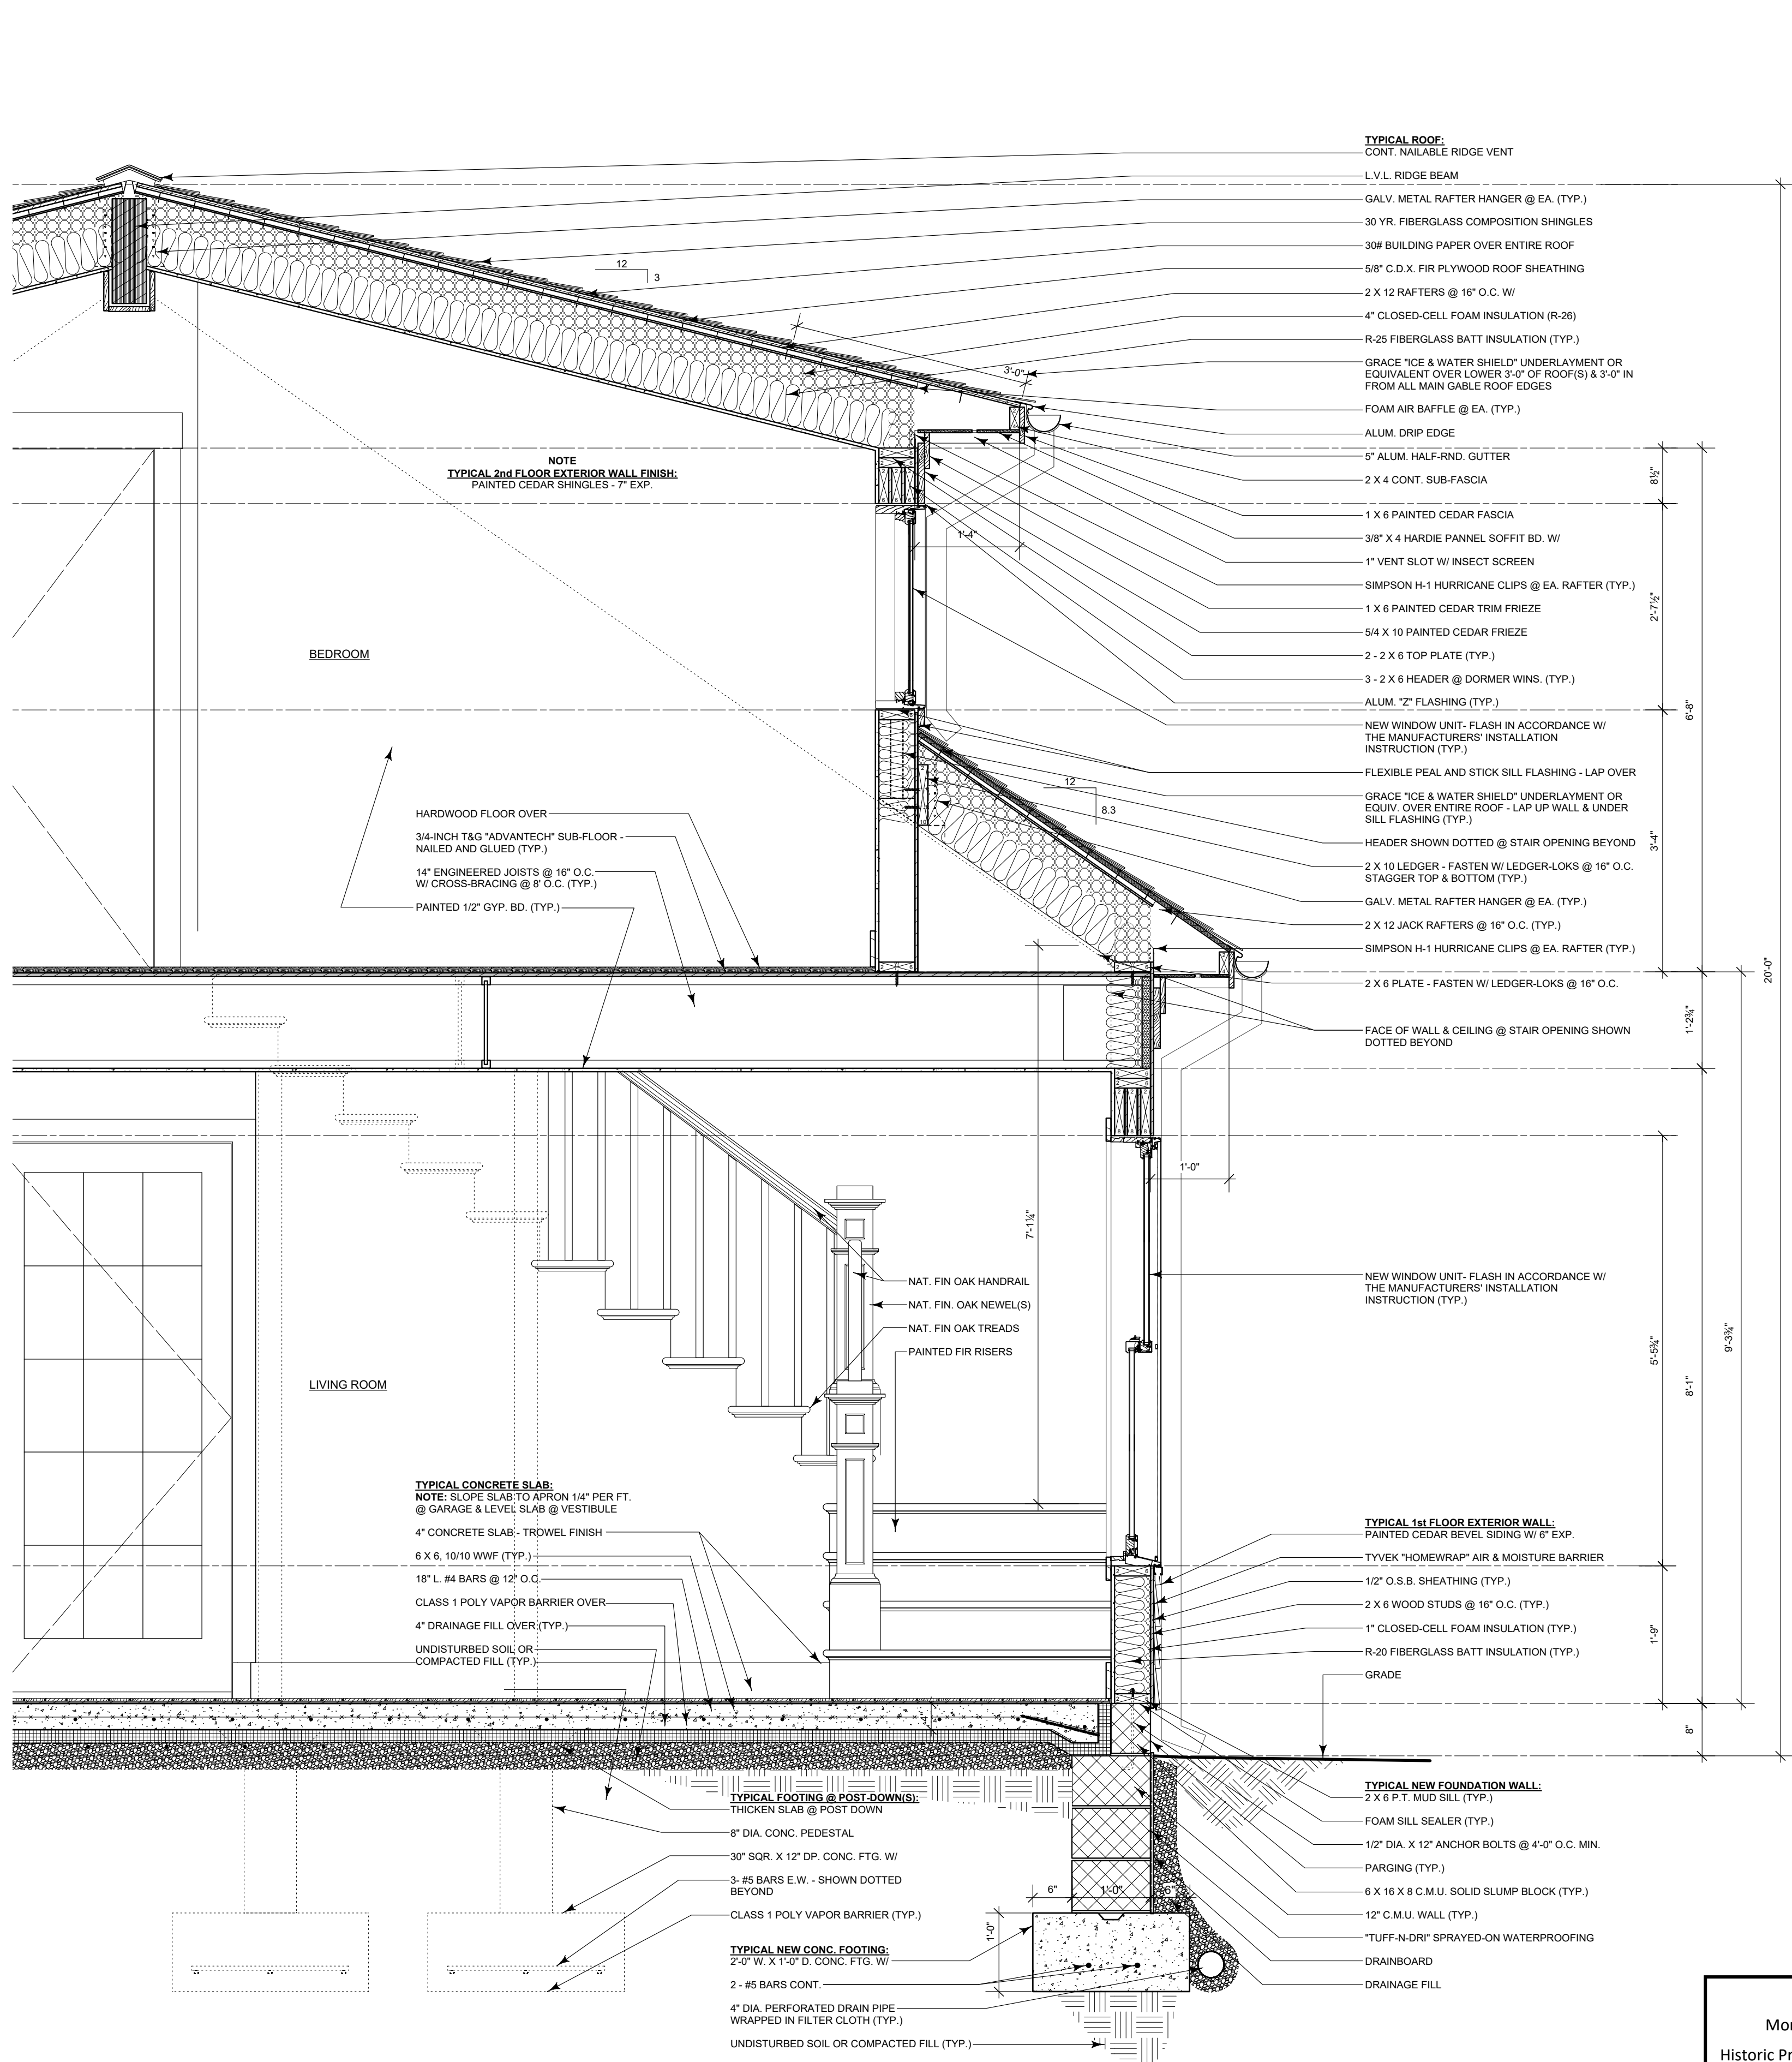 TYPICAL ROOF:
CONT. NAILABLE RIDGE VENT
L.V.L. RIDGE BEAM
GALV. METAL RAFTER HANGER @ EA. (TYP.)
30 YR. FIBERGLASS COMPOSITION SHINGLES
30# BUILDING PAPER OVER ENTIRE ROOF
5/8" C.D.X. FIR PLYWOOD ROOF SHEATHING
2 X 12 RAFTERS @ 16" O.C. W/
4" CLOSED-CELL FOAM INSULATION (R-26)
R-25 FIBERGLASS BATT INSULATION (TYP.)
GRACE "ICE & WATER SHIELD" UNDERLAYMENT OR
EQUIVALENT OVER LOWER 3'-0" OF ROOF(S) & 3'-0" IN
FROM ALL MAIN GABLE ROOF EDGES
FOAM AIR BAFFLE @ EA. (TYP.)
ALUM. DRIP EDGE
5" ALUM. HALF-RND. GUTTER
2 X 4 CONT. SUB-FASCIA
1 X 6 PAINTED CEDAR FASCIA
3/8" X 4 HARDIE PANNEL SOFFIT BD. W/
1" VENT SLOT W/ INSECT SCREEN
SIMPSON H-1 HURRICANE CLIPS @ EA. RAFTER (TYP.)
1 X 6 PAINTED CEDAR TRIM FRIEZE
5/4 X 10 PAINTED CEDAR FRIEZE
2 - 2 X 6 TOP PLATE (TYP.)
3 - 2 X 6 HEADER @ DORMER WINS. (TYP.)
ALUM. "Z" FLASHING (TYP.)
NEW WINDOW UNIT- FLASH IN ACCORDANCE W/
THE MANUFACTURERS' INSTALLATION
INSTRUCTION (TYP.)
FLEXIBLE PEAL AND STICK SILL FLASHING - LAP OVER
GRACE "ICE & WATER SHIELD" UNDERLAYMENT OR
EQUIV. OVER ENTIRE ROOF - LAP UP WALL & UNDER
SILL FLASHING (TYP.)
HEADER SHOWN DOTTED @ STAIR OPENING BEYOND
2 X 10 LEDGER - FASTEN W/ LEDGER-LOKS @ 16" O.C.
STAGGER TOP & BOTTOM (TYP.)
GALV. METAL RAFTER HANGER @ EA. (TYP.)
2 X 12 JACK RAFTERS @ 16" O.C. (TYP.)
SIMPSON H-1 HURRICANE CLIPS @ EA. RAFTER (TYP.)
2 X 6 PLATE - FASTEN W/ LEDGER-LOKS @ 16" O.C.
FACE OF WALL & CEILING @ STAIR OPENING SHOWN
DOTTED BEYOND
NEW WINDOW UNIT- FLASH IN ACCORDANCE W/
THE MANUFACTURERS' INSTALLATION
INSTRUCTION (TYP.)
12
3
3'-0"
NOTE
TYPICAL 2nd FLOOR EXTERIOR WALL FINISH:
PAINTED CEDAR SHINGLES - 7" EXP.
1'-4"
BEDROOM
12
8.3
HARDWOOD FLOOR OVER
3/4-INCH T&G "ADVANTECH" SUB-FLOOR -
NAILED AND GLUED (TYP.)
14" ENGINEERED JOISTS @ 16" O.C.
W/ CROSS-BRACING @ 8' O.C. (TYP.)
PAINTED 1/2" GYP. BD. (TYP.)
8½"
2'-7½"
6'-8"
3'-4"
20'-0"
1'-2¾"
1'-0"
7'-1¼"
5'-5¾"
8'-1"
9'-3¾"
1'-9"
8"
NAT. FIN OAK HANDRAIL
NAT. FIN. OAK NEWEL(S)
NAT. FIN OAK TREADS
PAINTED FIR RISERS
LIVING ROOM
TYPICAL CONCRETE SLAB:
NOTE: SLOPE SLAB TO APRON 1/4" PER FT.
@ GARAGE & LEVEL SLAB @ VESTIBULE
4" CONCRETE SLAB - TROWEL FINISH
6 X 6, 10/10 WWF (TYP.)
18" L. #4 BARS @ 12" O.C.
CLASS 1 POLY VAPOR BARRIER OVER
4" DRAINAGE FILL OVER (TYP.)
UNDISTURBED SOIL OR
COMPACTED FILL (TYP.)
4"
TYPICAL 1st FLOOR EXTERIOR WALL:
PAINTED CEDAR BEVEL SIDING W/ 6" EXP.
TYVEK "HOMEWRAP" AIR & MOISTURE BARRIER
1/2" O.S.B. SHEATHING (TYP.)
2 X 6 WOOD STUDS @ 16" O.C. (TYP.)
1" CLOSED-CELL FOAM INSULATION (TYP.)
R-20 FIBERGLASS BATT INSULATION (TYP.)
GRADE
TYPICAL FOOTING @ POST-DOWN(S):
THICKEN SLAB @ POST DOWN
8" DIA. CONC. PEDESTAL
30" SQR. X 12" DP. CONC. FTG. W/
3- #5 BARS E.W. - SHOWN DOTTED
BEYOND
CLASS 1 POLY VAPOR BARRIER (TYP.)
6"
1'-0"
6"
1'-0"
TYPICAL NEW CONC. FOOTING:
2'-0" W. X 1'-0" D. CONC. FTG. W/
2 - #5 BARS CONT.
4" DIA. PERFORATED DRAIN PIPE
WRAPPED IN FILTER CLOTH (TYP.)
UNDISTURBED SOIL OR COMPACTED FILL (TYP.)
TYPICAL NEW FOUNDATION WALL:
2 X 6 P.T. MUD SILL (TYP.)
FOAM SILL SEALER (TYP.)
1/2" DIA. X 12" ANCHOR BOLTS @ 4'-0" O.C. MIN.
PARGING (TYP.)
6 X 16 X 8 C.M.U. SOLID SLUMP BLOCK (TYP.)
12" C.M.U. WALL (TYP.)
"TUFF-N-DRI" SPRAYED-ON WATERPROOFING
DRAINBOARD
DRAINAGE FILL
Historic